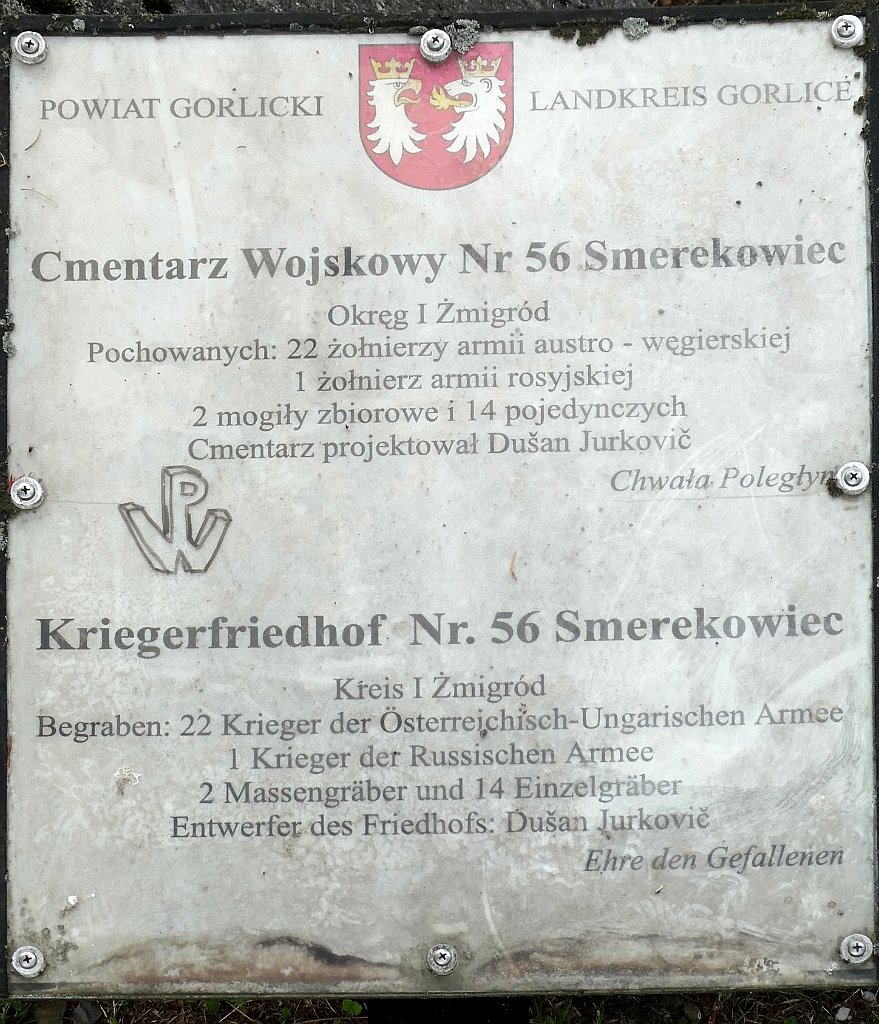 POWIAT GORLICKI LANDKREIS GORLICE
Cmentarz Wojskowy Nr 56 Smerekowiec
Okręg I Żmigród
Pochowanych: 22 żołnierzy armii austro - węgierskiej
1 żołnierz armii rosyjskiej
2 mogiły zbiorowe i 14 pojedynczych
Cmentarz projektował Dušan Jurkovič
Chwała Poległym
PW
Kriegerfriedhof Nr. 56 Smerekowiec
Kreis I Żmigród
Begraben: 22 Krieger der Österreichisch-Ungarischen Armee
1 Krieger der Russischen Armee
2 Massengräber und 14 Einzelgräber
Entwerfer des Friedhofs: Dušan Jurkovič
Ehre den Gefallenen